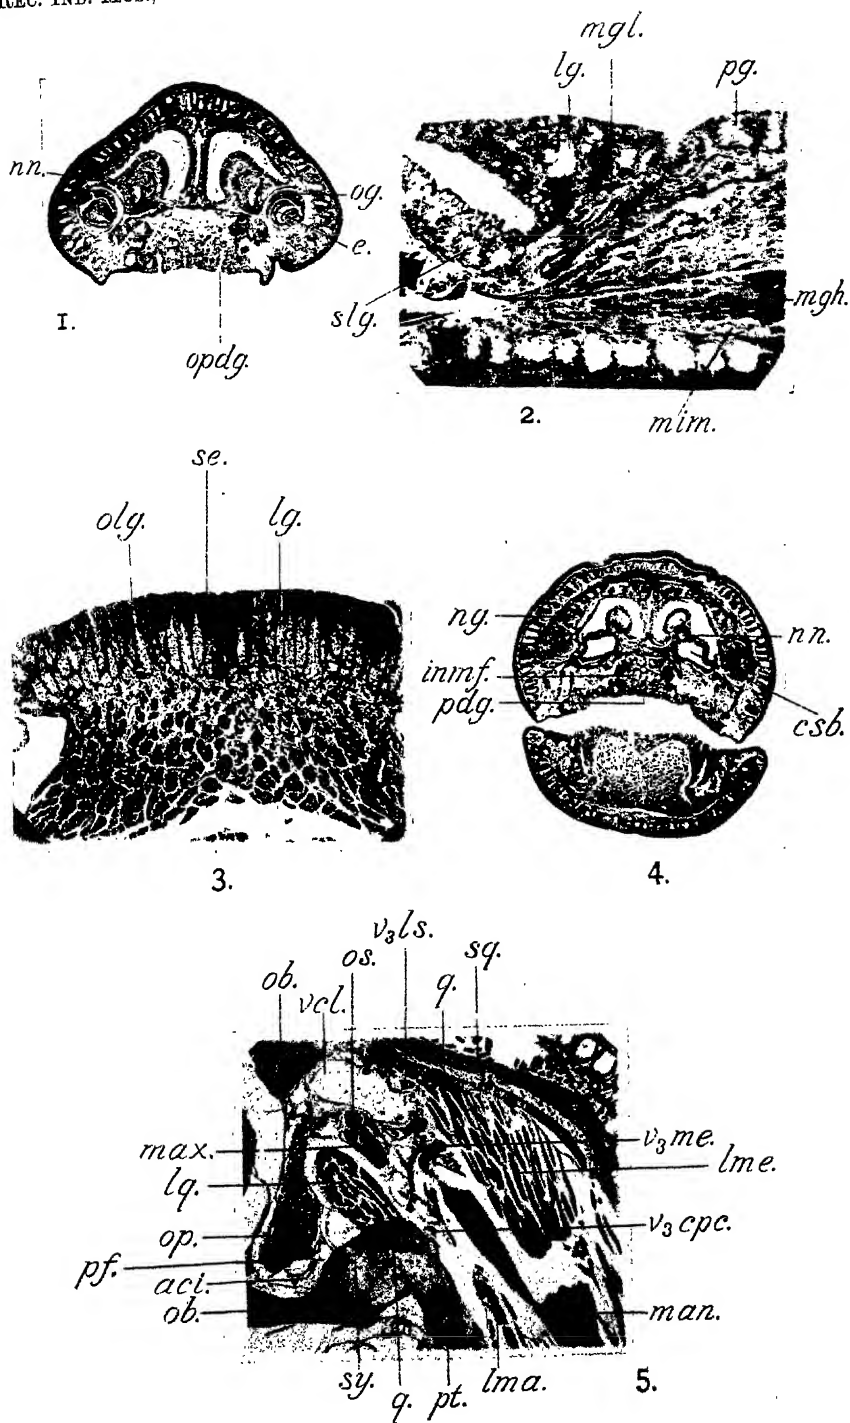 REC. IND. MUS.,
mgl.
lg.
pg.
nn.
og.
e.
slg.
mgh.
1.
opdg.
2.
mim.
se.
olg.
lg.
ng.
nn.
inmf.
pdg.
csb.
3.
4.
v₃ls.
os.
sq.
ob.
vcl.
q.
max.
v₃me.
lq.
lme.
op.
v₃cpc.
pf.
acl.
ob.
man.
sy.
q.
pt.
lma.
5.